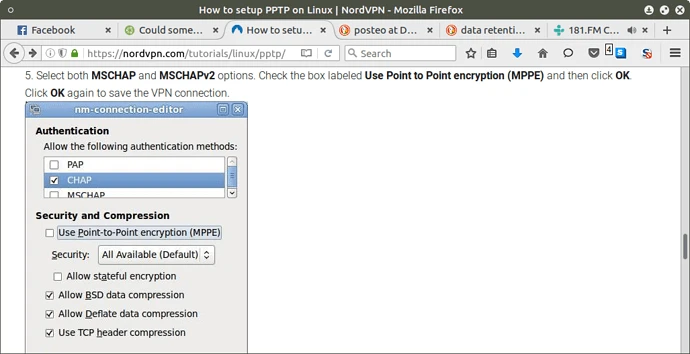 How to setup PPTP on Linux | NordVPN - Mozilla Firefox
Facebook
Could some...
How to setu...
posteo at D...
data retenti...
181.FM C...
https://nordvpn.com/tutorials/linux/pptp/
Search
4
5. Select both MSCHAP and MSCHAPv2 options. Check the box labeled Use Point to Point encryption (MPPE) and then click OK.
Click OK again to save the VPN connection.
nm-connection-editor
Authentication
Allow the following authentication methods:
PAP
CHAP
MSCHAP
Security and Compression
Use Point-to-Point encryption (MPPE)
Security: All Available (Default)
Allow stateful encryption
Allow BSD data compression
Allow Deflate data compression
Use TCP header compression